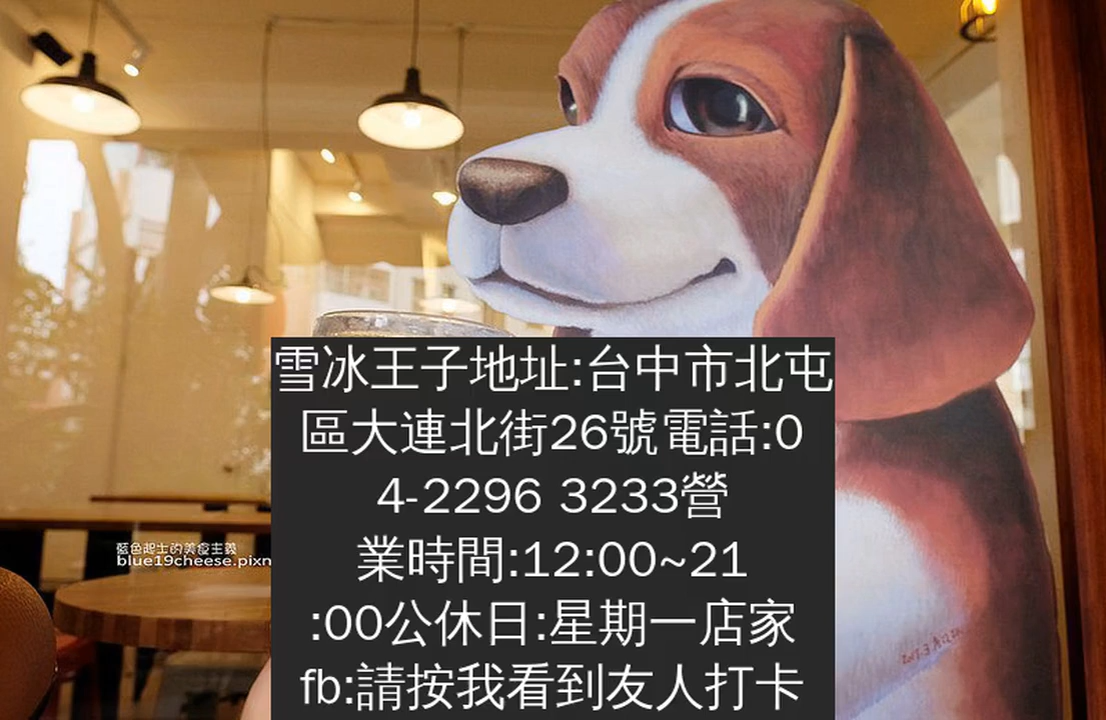 藍色起士的美食主義
blue19cheese.pixn
雪冰王子地址:台中市北屯
區大連北街26號電話:0
4-2296 3233營
業時間:12:00~21
:00公休日:星期一店家
fb:請按我看到友人打卡